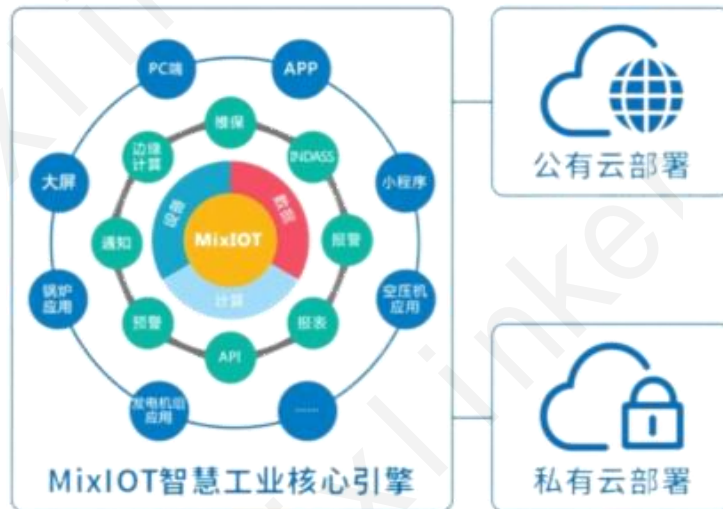 PC端
APP
维保
边缘
计算
INDASS
大屏
小程序
设备
数据
MixIOT
通知
报警
计算
锅炉
应用
空压机
应用
预警
报表
API
发电机组
应用
......
MixIOT智慧工业核心引擎
公有云部署
私有云部署